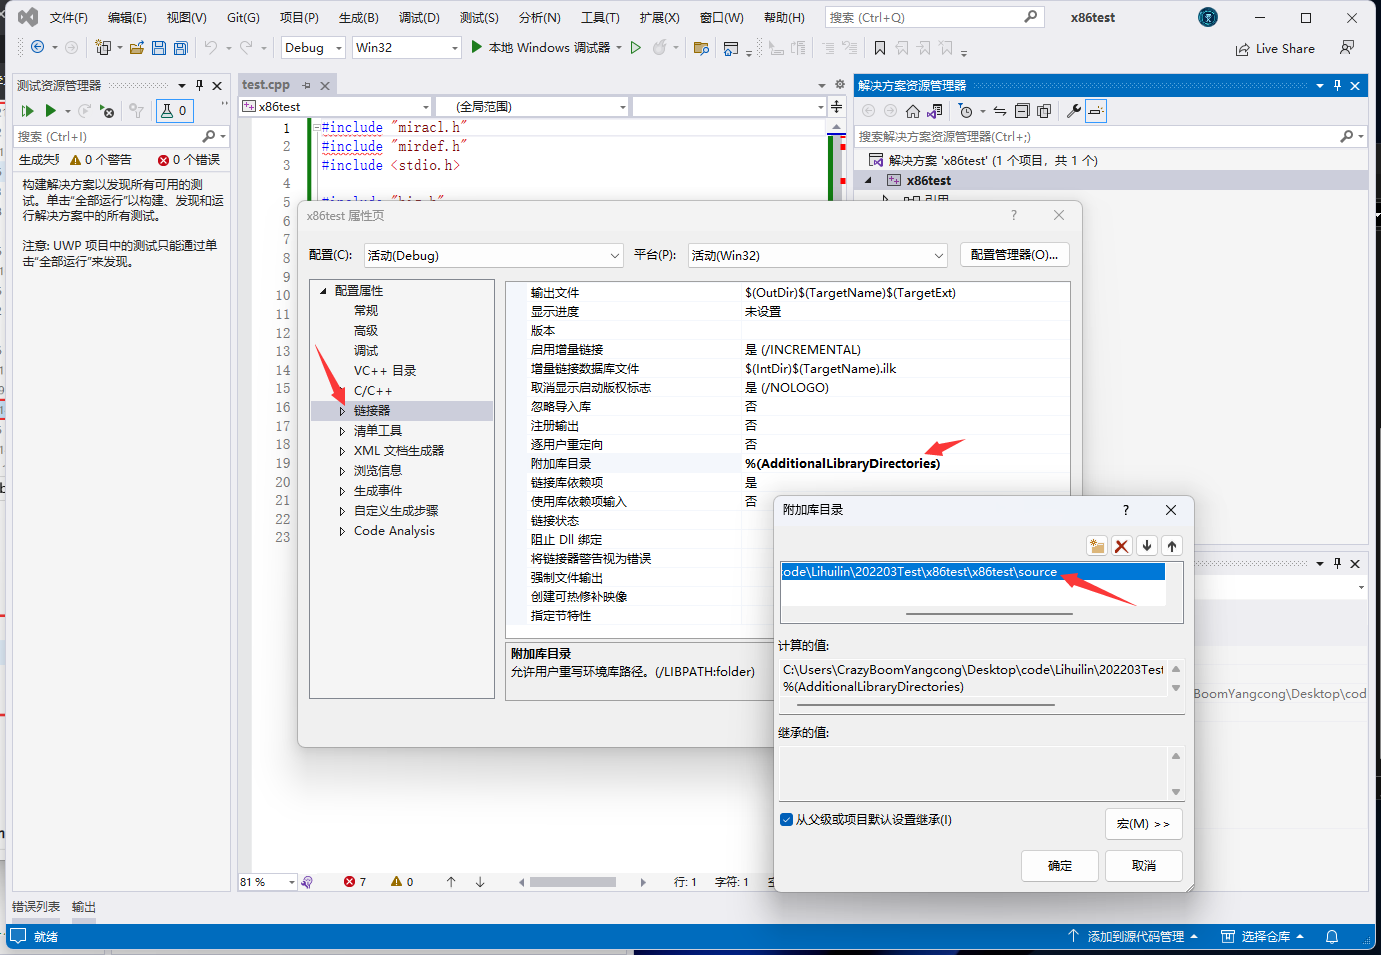 文件(F) 编辑(E) 视图(V) Git(G) 项目(P) 生成(B) 调试(D) 测试(S) 分析(N) 工具(T) 扩展(X) 窗口(W) 帮助(H) 搜索 (Ctrl+Q) x86test
Debug Win32 本地 Windows 调试器 Live Share
测试资源管理器
搜索 (Ctrl+I)
生成失败 0 个警告 0 个错误
构建解决方案以发现所有可用的测
试。单击"全部运行"以构建、发现和运
行解决方案中的所有测试。
注意: UWP 项目中的测试只能通过单
击"全部运行"来发现。
test.cpp
x86test (全局范围)
1 #include "miracl.h"
2 #include "mirdef.h"
3 #include <stdio.h>
4
5 #include "big.h"
6
7
8
9
10
11
12
13
14
15
16
17
18
19
20
21
22
23
81 % 7 0 行: 1 字符: 1
解决方案资源管理器
搜索解决方案资源管理器(Ctrl+;)
解决方案 'x86test' (1 个项目，共 1 个)
x86test
引用
BoomYangcong\Desktop\cod
x86test 属性页
配置(C): 活动(Debug) 平台(P): 活动(Win32) 配置管理器(O)...
配置属性
常规
高级
调试
VC++ 目录
C/C++
链接器
清单工具
XML 文档生成器
浏览信息
生成事件
自定义生成步骤
Code Analysis
输出文件 $(OutDir)$(TargetName)$(TargetExt)
显示进度 未设置
版本
启用增量链接 是 (/INCREMENTAL)
增量链接数据库文件 $(IntDir)$(TargetName).ilk
取消显示启动版权标志 是 (/NOLOGO)
忽略导入库 否
注册输出 否
逐用户重定向 否
附加库目录 %(AdditionalLibraryDirectories)
链接库依赖项 是
使用库依赖项输入 否
链接状态
阻止 Dll 绑定
将链接器警告视为错误
强制文件输出
创建可热修补映像
指定节特性
附加库目录
允许用户重写环境库路径。(/LIBPATH:folder)
附加库目录
code\Lihuilin\202203Test\x86test\x86test\source
计算的值:
C:\Users\CrazyBoomYangcong\Desktop\code\Lihuilin\202203Test
%(AdditionalLibraryDirectories)
继承的值:
从父级或项目默认设置继承(I)
宏(M) >>
确定 取消
错误列表 输出
就绪 添加到源代码管理 选择仓库